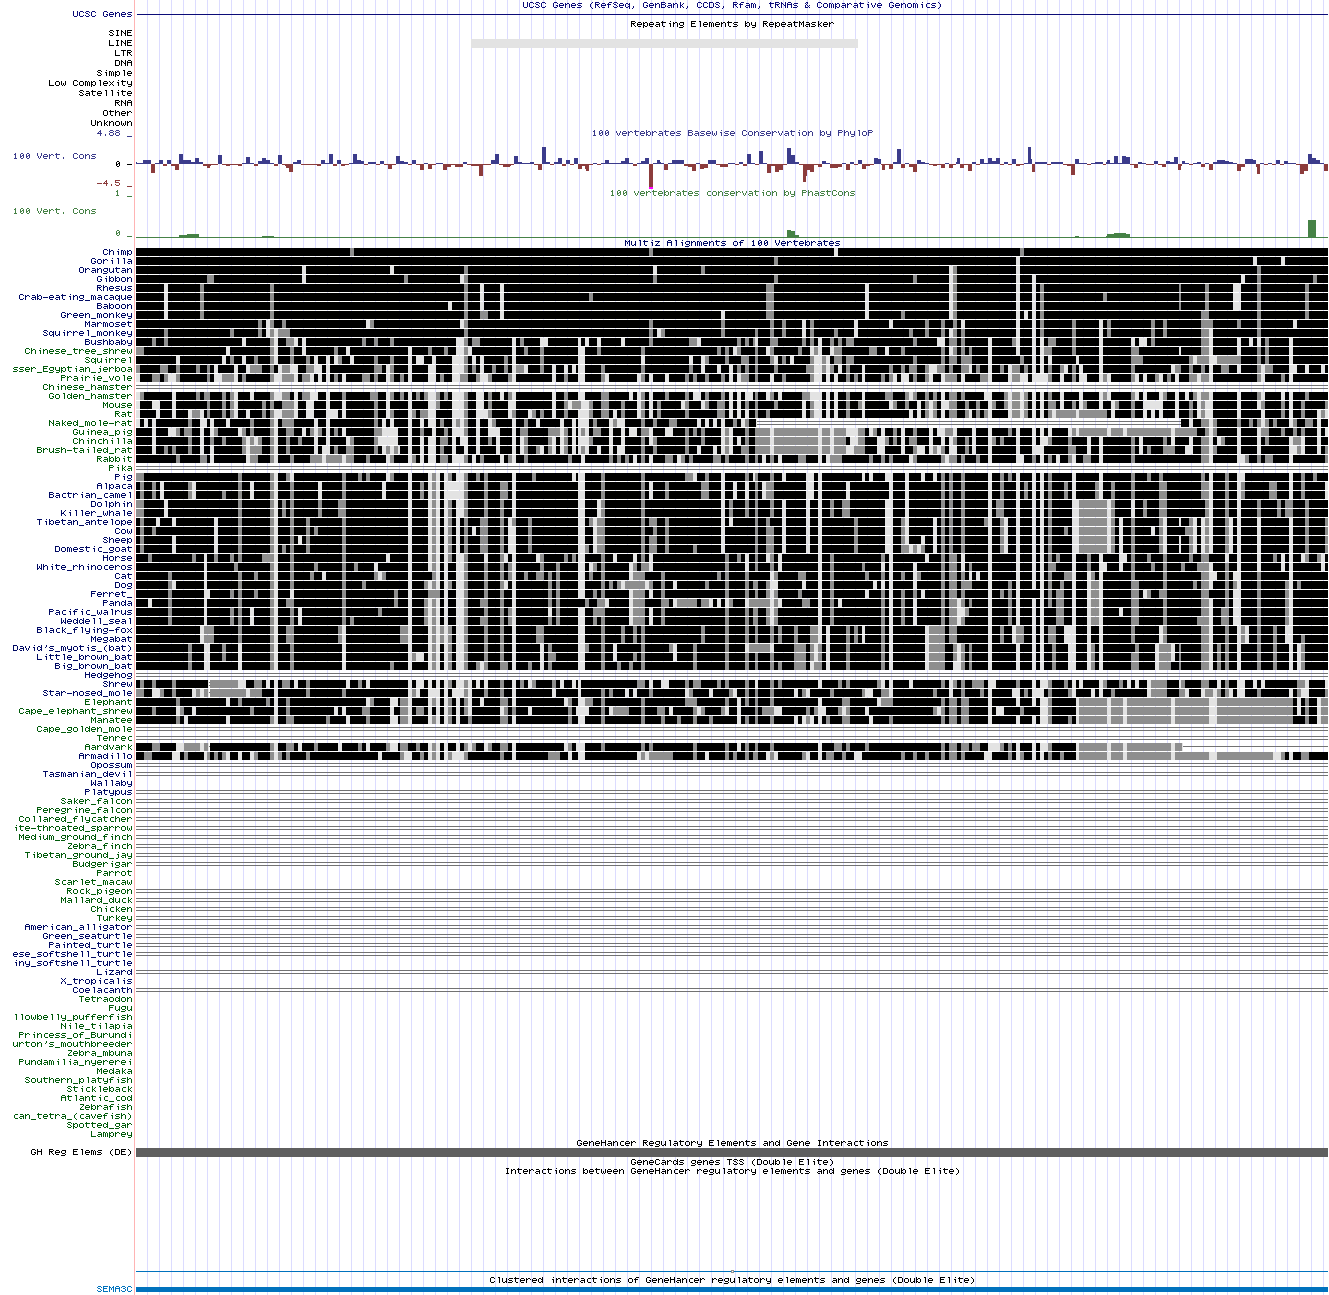 UCSC Genes (RefSeq, GenBank, CCDS, Rfam, tRNAs & Comparative Genomics)
UCSC Genes
Repeating Elements by RepeatMasker
SINE
LINE
LTR
DNA
Simple
Low Complexity
Satellite
RNA
Other
Unknown
4.88 _
100 vertebrates Basewise Conservation by PhyloP
100 Vert. Cons
0 _
-4.5 _
1 _
100 vertebrates conservation by PhastCons
100 Vert. Cons
0 _
Multiz Alignments of 100 Vertebrates
Chimp
Gorilla
Orangutan
Gibbon
Rhesus
Crab-eating_macaque
Baboon
Green_monkey
Marmoset
Squirrel_monkey
Bushbaby
Chinese_tree_shrew
Squirrel
sser_Egyptian_jerboa
Prairie_vole
Chinese_hamster
Golden_hamster
Mouse
Rat
Naked_mole-rat
Guinea_pig
Chinchilla
Brush-tailed_rat
Rabbit
Pika
Pig
Alpaca
Bactrian_camel
Dolphin
Killer_whale
Tibetan_antelope
Cow
Sheep
Domestic_goat
Horse
White_rhinoceros
Cat
Dog
Ferret_
Panda
Pacific_walrus
Weddell_seal
Black_flying-fox
Megabat
David's_myotis_(bat)
Little_brown_bat
Big_brown_bat
Hedgehog
Shrew
Star-nosed_mole
Elephant
Cape_elephant_shrew
Manatee
Cape_golden_mole
Tenrec
Aardvark
Armadillo
Opossum
Tasmanian_devil
Wallaby
Platypus
Saker_falcon
Peregrine_falcon
Collared_flycatcher
ite-throated_sparrow
Medium_ground_finch
Zebra_finch
Tibetan_ground_jay
Budgerigar
Parrot
Scarlet_macaw
Rock_pigeon
Mallard_duck
Chicken
Turkey
American_alligator
Green_seaturtle
Painted_turtle
ese_softshell_turtle
iny_softshell_turtle
Lizard
X_tropicalis
Coelacanth
Tetraodon
Fugu
llowbelly_pufferfish
Nile_tilapia
Princess_of_Burundi
urton's_mouthbreeder
Zebra_mbuna
Pundamilia_nyererei
Medaka
Southern_platyfish
Stickleback
Atlantic_cod
Zebrafish
can_tetra_(cavefish)
Spotted_gar
Lamprey
GeneHancer Regulatory Elements and Gene Interactions
GH Reg Elems (DE)
GeneCards genes TSS (Double Elite)
Interactions between GeneHancer regulatory elements and genes (Double Elite)
Clustered interactions of GeneHancer regulatory elements and genes (Double Elite)
SEMA3C